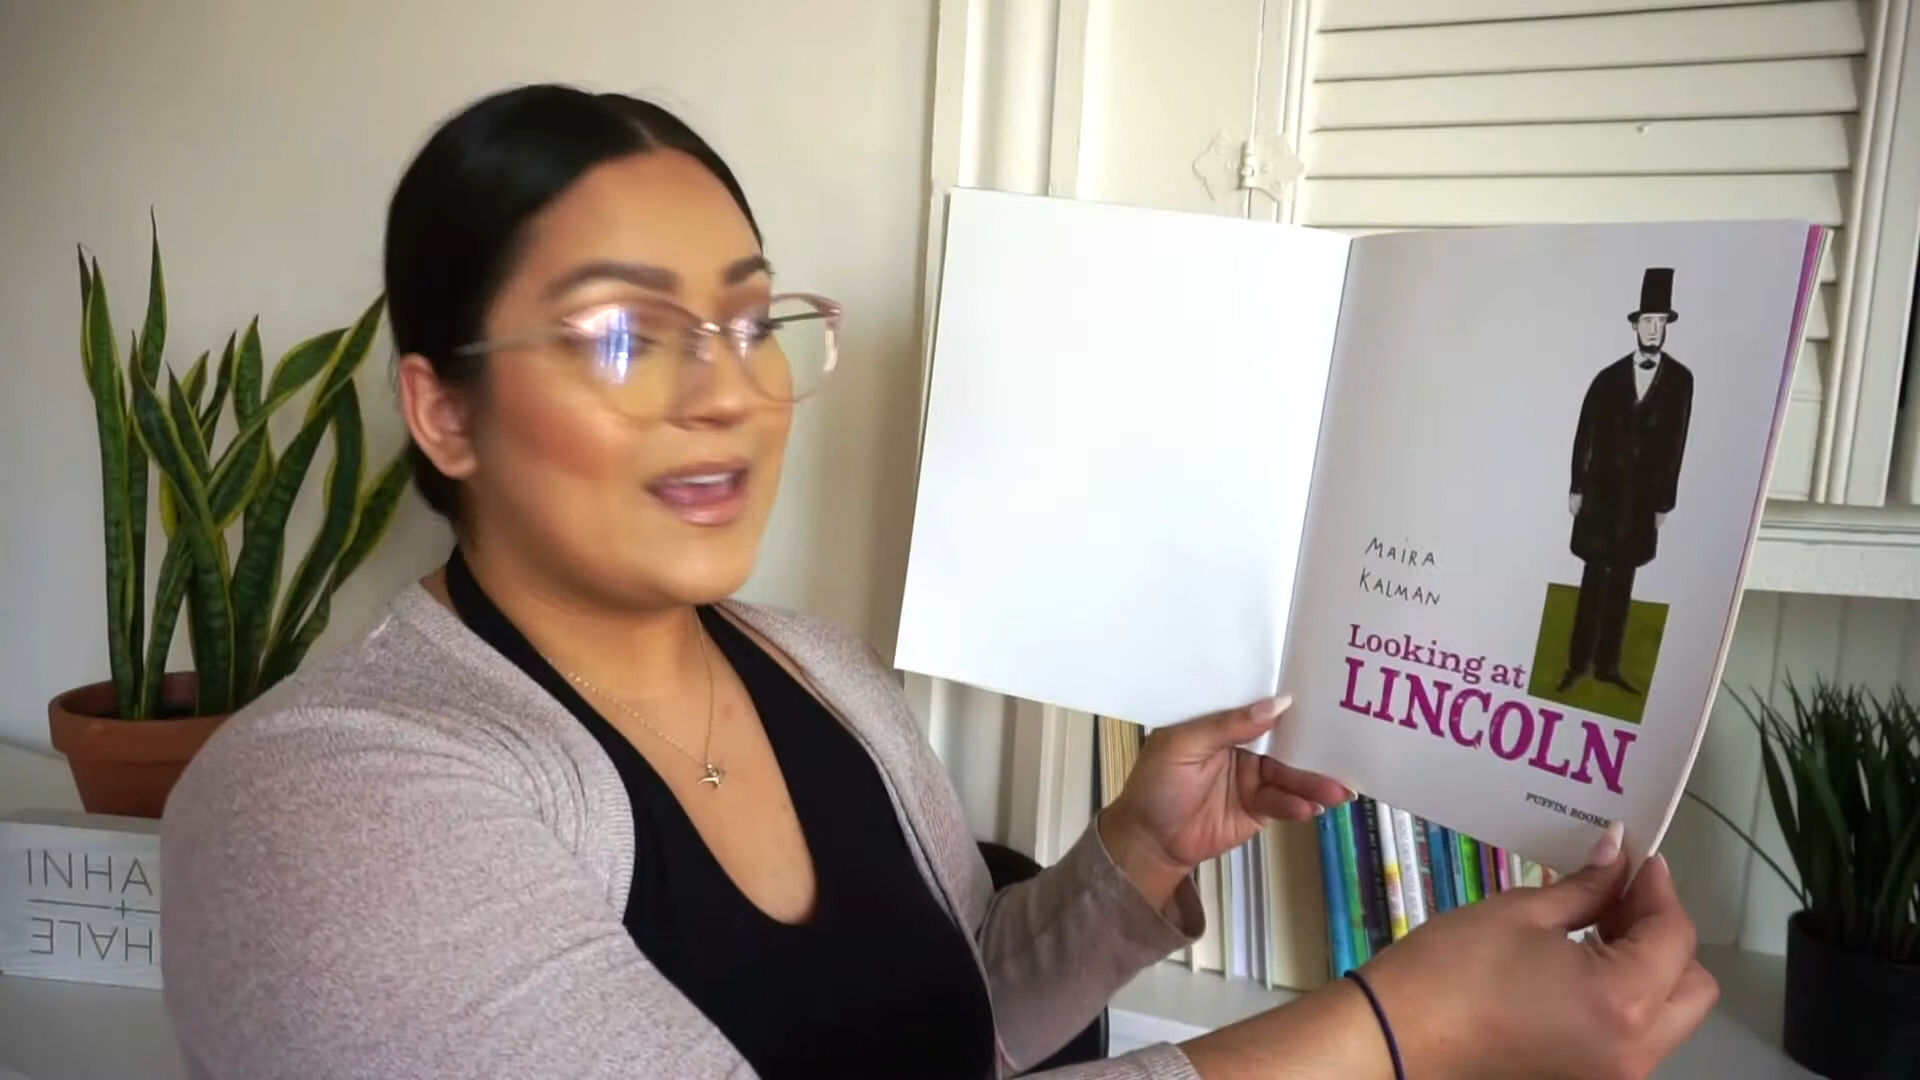 MAIRA
KALMAN
Looking at
LINCOLN
PUFFIN BOOKS
INHA
HALE